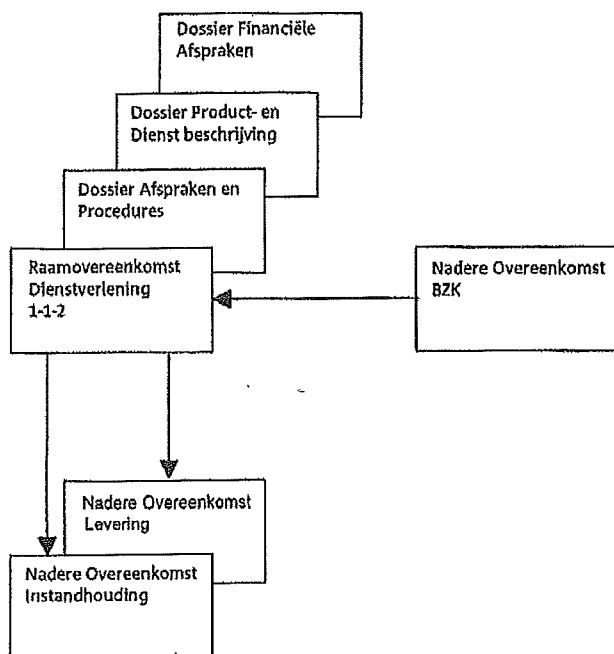 Dossier Financiële
Afspraken
Dossier Product- en
Dienst beschrijving
Dossier Afspraken en
Procedures
Raamovereenkomst
Dienstverlening
1-1-2
Nadere Overeenkomst
BZK
Nadere Overeenkomst
Levering
Nadere Overeenkomst
Instandhouding